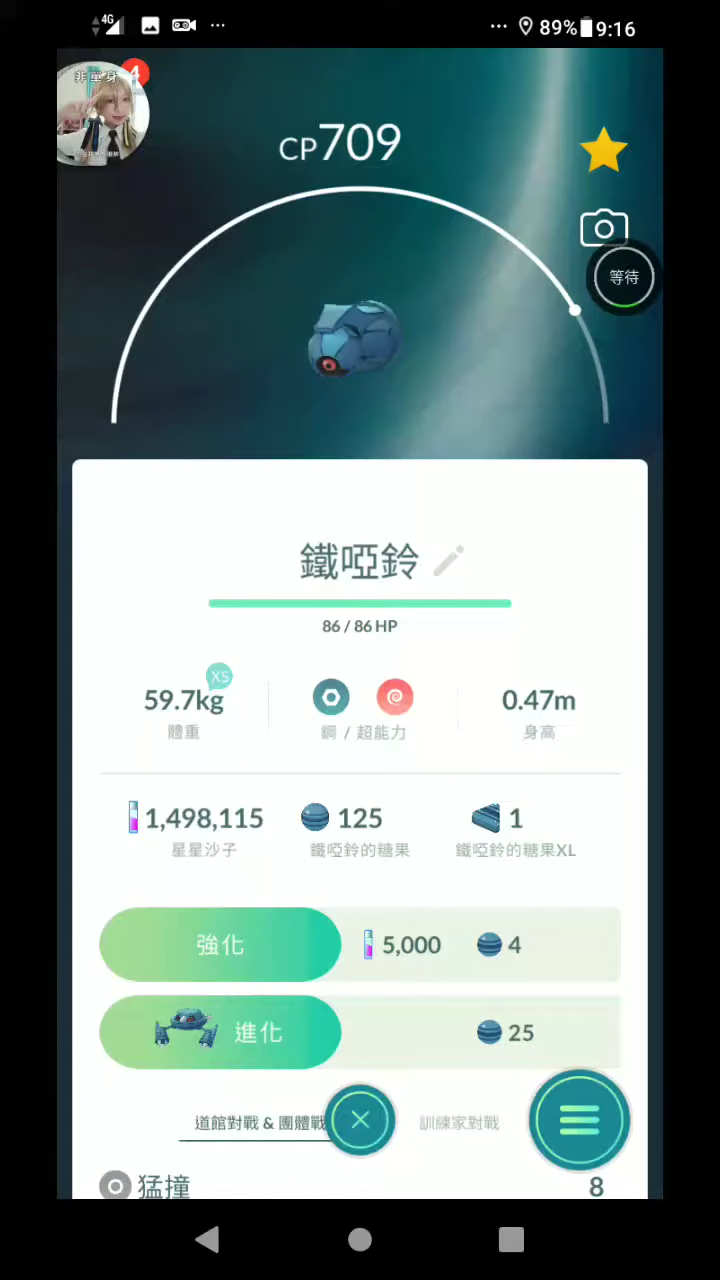 4G
89% 9:16
非童身
4
CP709
等待
鐵啞鈴
86 / 86 HP
XS
59.7kg
體重
鋼 / 超能力
0.47m
身高
1,498,115
星星沙子
125
鐵啞鈴的糖果
1
鐵啞鈴的糖果XL
強化
5,000
4
進化
25
道館對戰 & 團體戰
訓練家對戰
猛撞
8